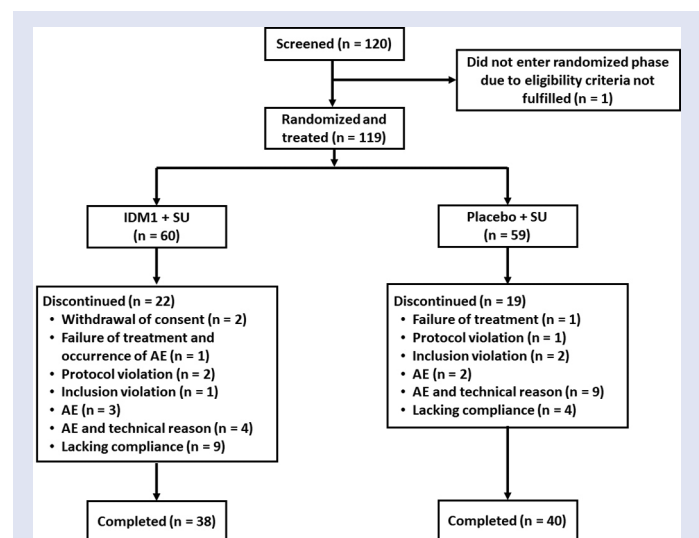 Screened (n = 120)
Did not enter randomized phase
due to eligibility criteria not
fulfilled (n = 1)
Randomized and
treated (n = 119)
IDM1 + SU
(n = 60)
Placebo + SU
(n = 59)
Discontinued (n = 22)
• Withdrawal of consent (n = 2)
• Failure of treatment and
occurrence of AE (n = 1)
• Protocol violation (n = 2)
• Inclusion violation (n = 1)
• AE (n = 3)
• AE and technical reason (n = 4)
• Lacking compliance (n = 9)
Discontinued (n = 19)
• Failure of treatment (n = 1)
• Protocol violation (n = 1)
• Inclusion violation (n = 2)
• AE (n = 2)
• AE and technical reason (n = 9)
• Lacking compliance (n = 4)
Completed (n = 38)
Completed (n = 40)